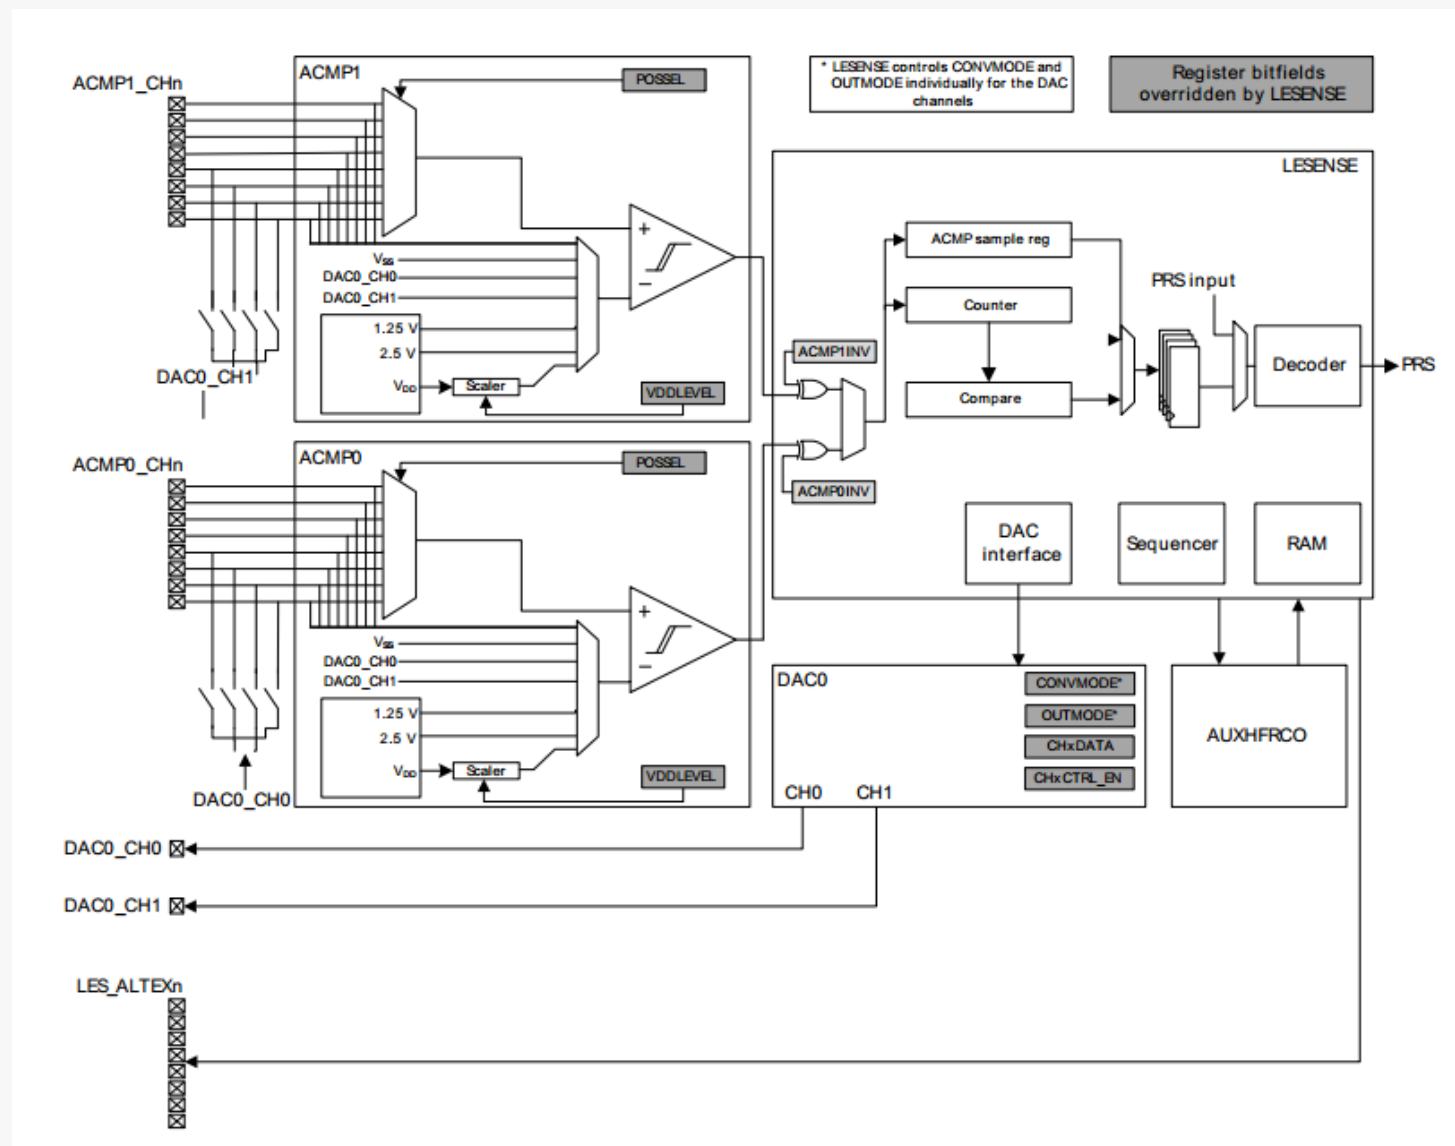 ACMP1_CHn
ACMP1
POSSEL
* LESENSE controls CONVMODE and
OUTMODE individually for the DAC
channels
Register bitfields
overridden by LESENSE
LESENSE
+
−
VSS
DAC0_CH0
DAC0_CH1
1.25 V
2.5 V
VDD
Scaler
VDDLEVEL
DAC0_CH1
ACMP sample reg
Counter
Compare
PRS input
Decoder
PRS
ACMP1INV
ACMP0INV
ACMP0_CHn
ACMP0
POSSEL
+
−
VSS
DAC0_CH0
DAC0_CH1
1.25 V
2.5 V
VDD
Scaler
VDDLEVEL
DAC0_CH0
DAC
interface
Sequencer
RAM
DAC0
CONVMODE*
OUTMODE*
CHxDATA
CHxCTRL_EN
CH0
CH1
AUXHFRCO
DAC0_CH0
DAC0_CH1
LES_ALTEXn